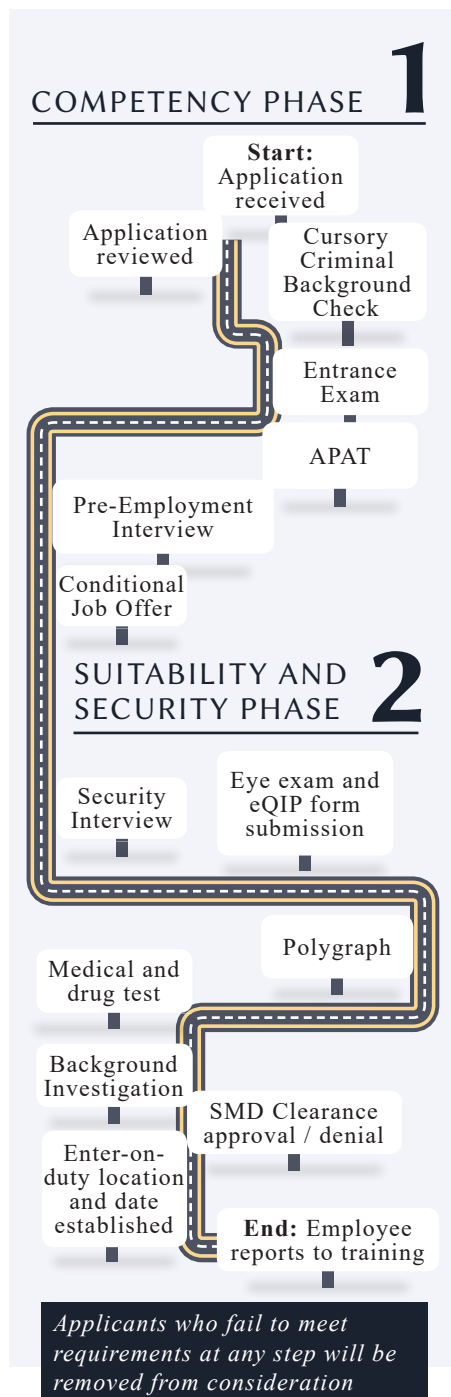 1
COMPETENCY PHASE
Start:
Application
received
Application
reviewed
Cursory
Criminal
Background
Check
Entrance
Exam
APAT
Pre-Employment
Interview
Conditional
Job Offer
SUITABILITY AND
SECURITY PHASE
2
Security
Interview
Eye exam and
eQIP form
submission
Polygraph
Medical and
drug test
Background
Investigation
SMD Clearance
approval / denial
Enter-on-
duty location
and date
established
End: Employee
reports to training
Applicants who fail to meet
requirements at any step will be
removed from consideration